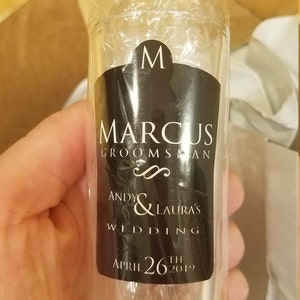 M
MARCUS
GROOMSMAN
ANDY & LAURA'S
WEDDING
APRIL 26TH 2019